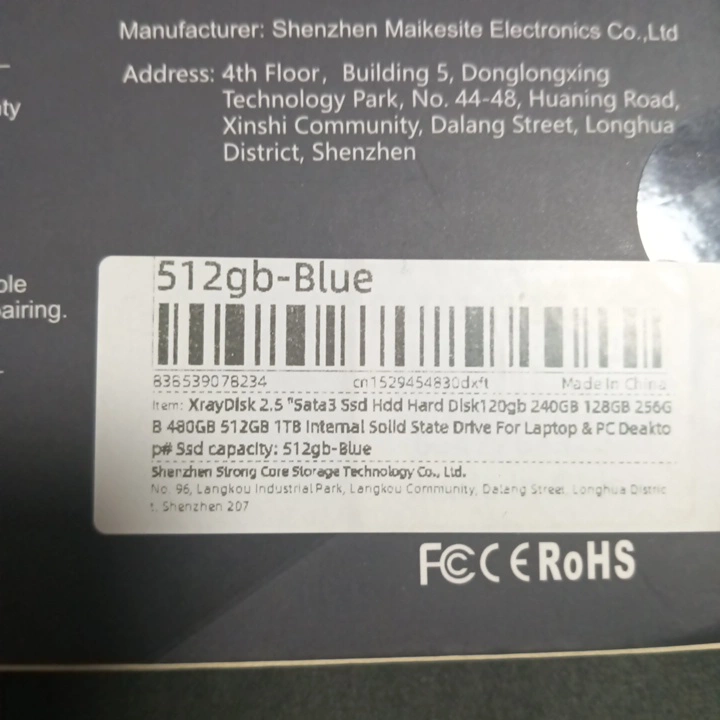 Manufacturer: Shenzhen Maikesite Electronics Co.,Ltd
Address: 4th Floor, Building 5, Donglongxing
Technology Park, No. 44-48, Huaning Road,
Xinshi Community, Dalang Street, Longhua
District, Shenzhen
airing.
512gb-Blue
838539078234 cn1529454830dxft Made In China
Item: XrayDisk 2.5 "Sata3 Ssd Hdd Hard Disk120gb 240GB 128GB 256G
B 480GB 512GB 1TB Internal Solid State Drive For Laptop & PC Deakto
p# Ssd capacity: 512gb-Blue
Shenzhen Strong Core Storage Technology Co., Ltd.
No. 96, Langkou Industrial Park, Langkou Community, Dalang Street, Longhua Distric
t, Shenzhen 207
FC CE RoHS